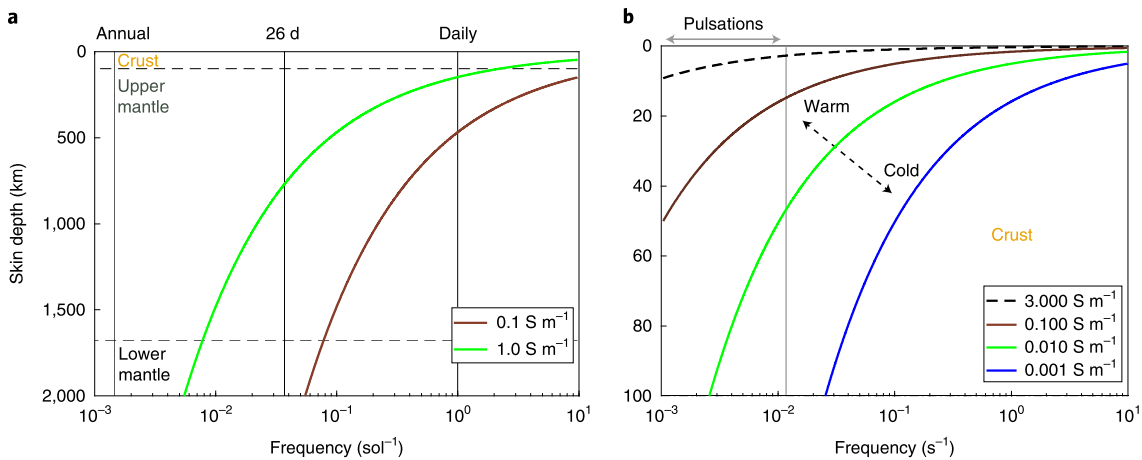 a
Annual
26 d
Daily
0
500
1,000
1,500
2,000
Skin depth (km)
Crust
Upper
mantle
Lower
mantle
0.1 S m⁻¹
1.0 S m⁻¹
10⁻³
10⁻²
10⁻¹
10⁰
10¹
Frequency (sol⁻¹)
b
Pulsations
0
20
40
60
80
100
Warm
Cold
Crust
3.000 S m⁻¹
0.100 S m⁻¹
0.010 S m⁻¹
0.001 S m⁻¹
10⁻³
10⁻²
10⁻¹
10⁰
10¹
Frequency (s⁻¹)